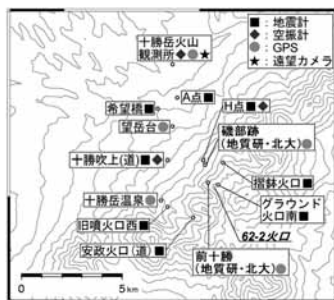 ■：地震計
◆：空振計
●：GPS
★：遠望カメラ
十勝岳火山
観測所◆●★
A点■
希望橋■
H点■◆
望岳台●
磯部跡
(地質研・北大)●
十勝吹上(道)■◆
摺鉢火口■
グラウンド
火口南■
十勝岳温泉●
旧噴火口西■
62-2火口
安政火口(道)■
前十勝
(地質研・北大)●
0
5 km